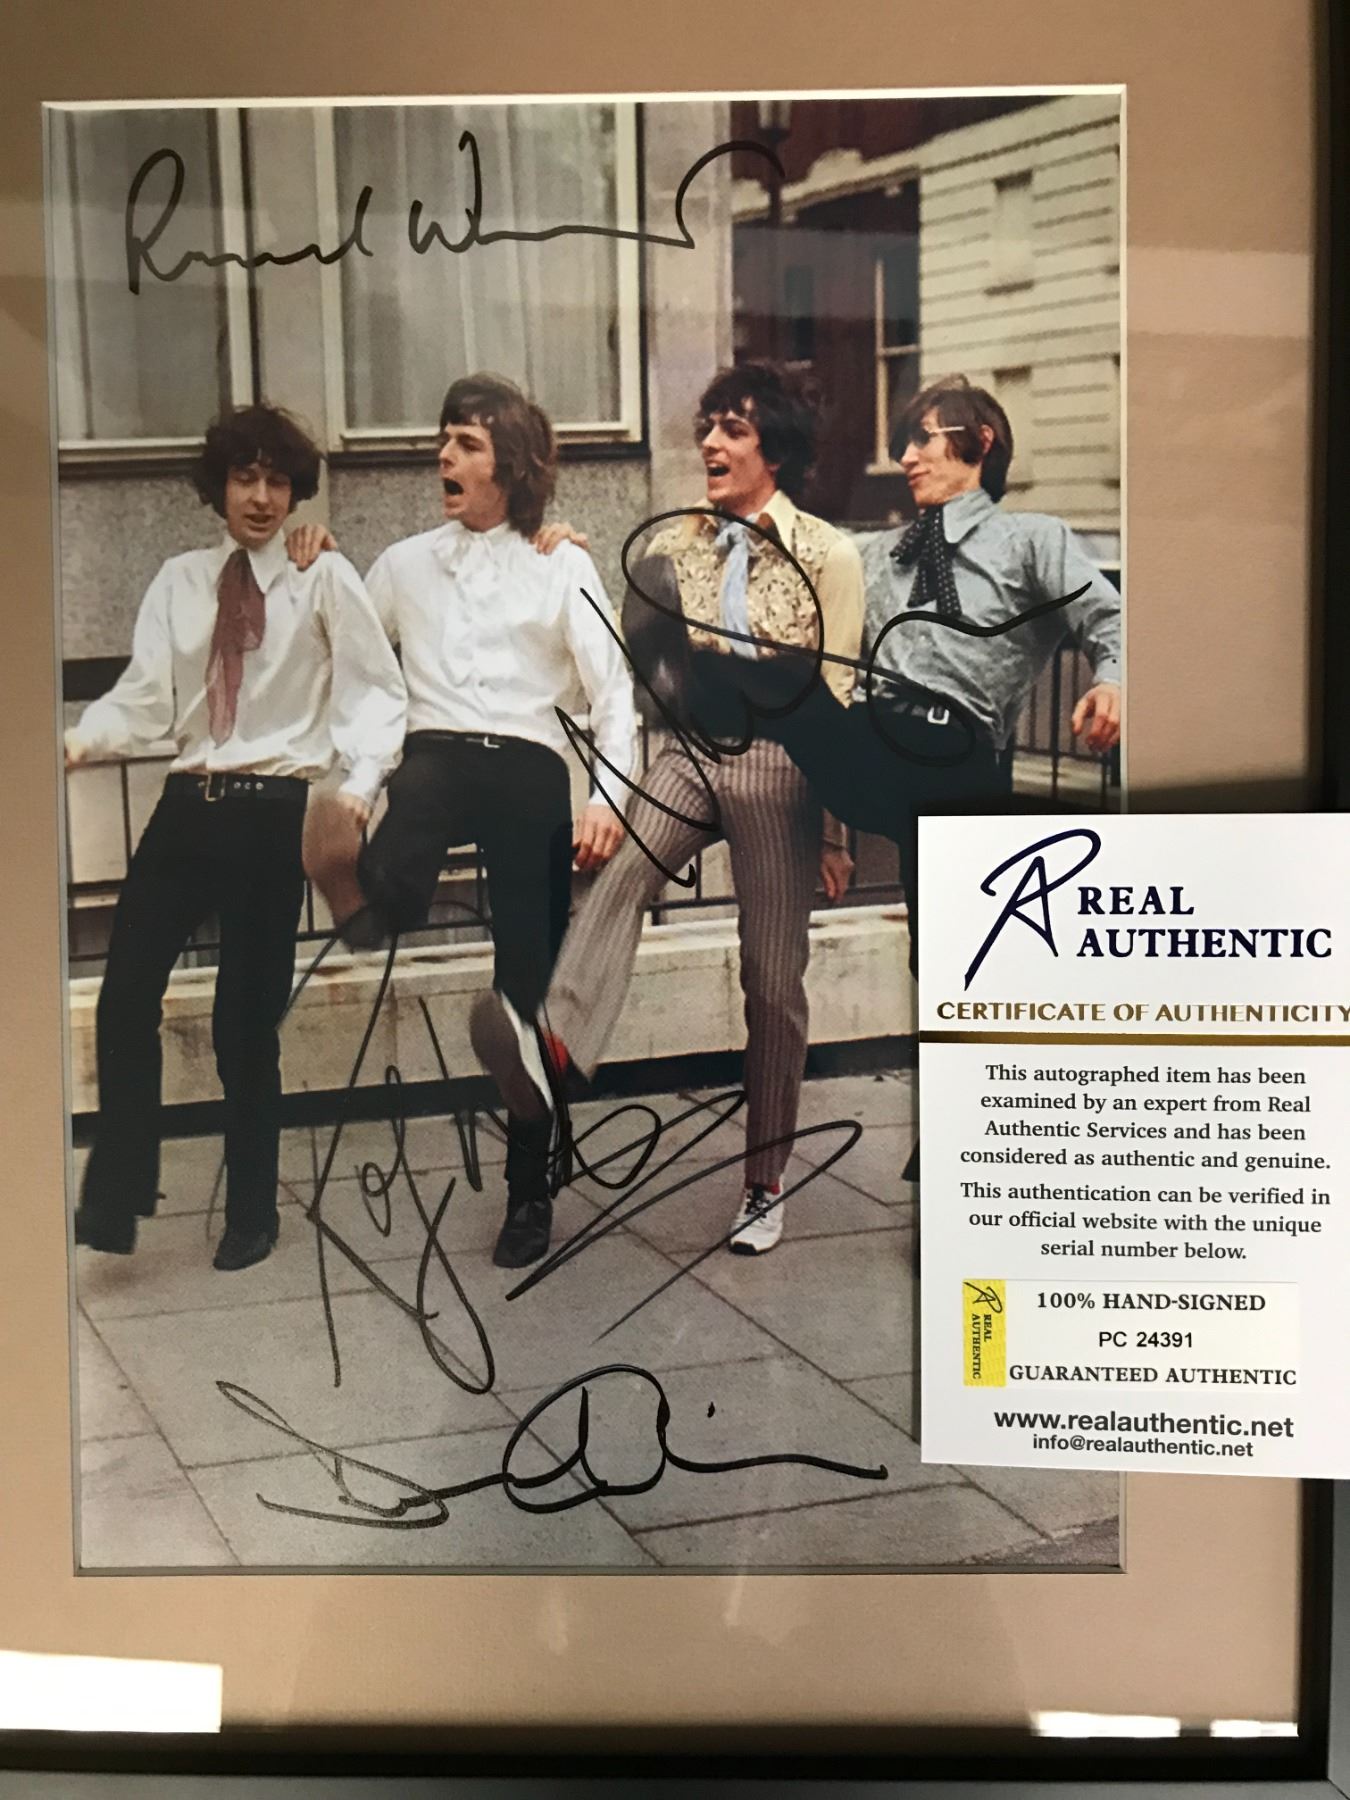 REAL
AUTHENTIC
CERTIFICATE OF AUTHENTICITY
This autographed item has been
examined by an expert from Real
Authentic Services and has been
considered as authentic and genuine.
This authentication can be verified in
our official website with the unique
serial number below.
REAL
AUTHENTIC
100% HAND-SIGNED
PC 24391
GUARANTEED AUTHENTIC
www.realauthentic.net
info@realauthentic.net